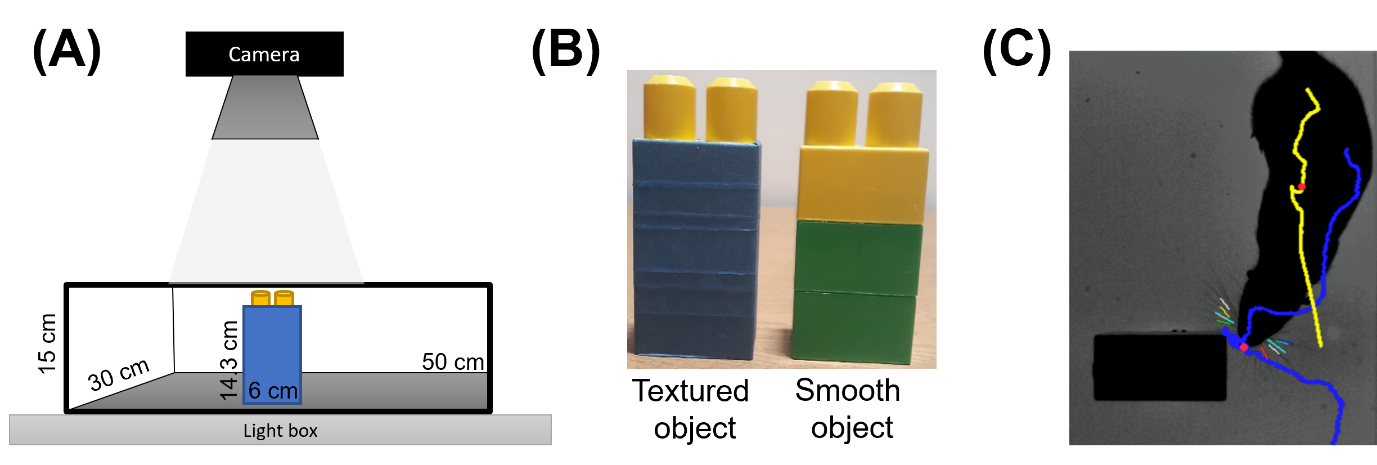 (A)
Camera
15 cm
30 cm
14.3 cm
6 cm
50 cm
Light box
(B)
Textured
object
Smooth
object
(C)